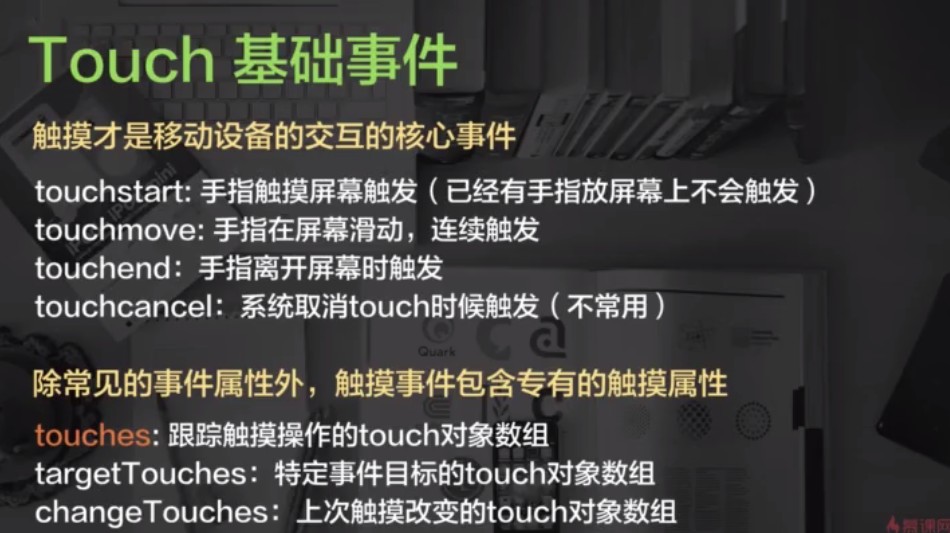 Touch 基础事件
触摸才是移动设备的交互的核心事件
touchstart: 手指触摸屏幕触发（已经有手指放屏幕上不会触发）
touchmove: 手指在屏幕滑动，连续触发
touchend：手指离开屏幕时触发
touchcancel：系统取消touch时候触发（不常用）
Quark
除常见的事件属性外，触摸事件包含专有的触摸属性
touches: 跟踪触摸操作的touch对象数组
targetTouches：特定事件目标的touch对象数组
changeTouches：上次触摸改变的touch对象数组
慕课网